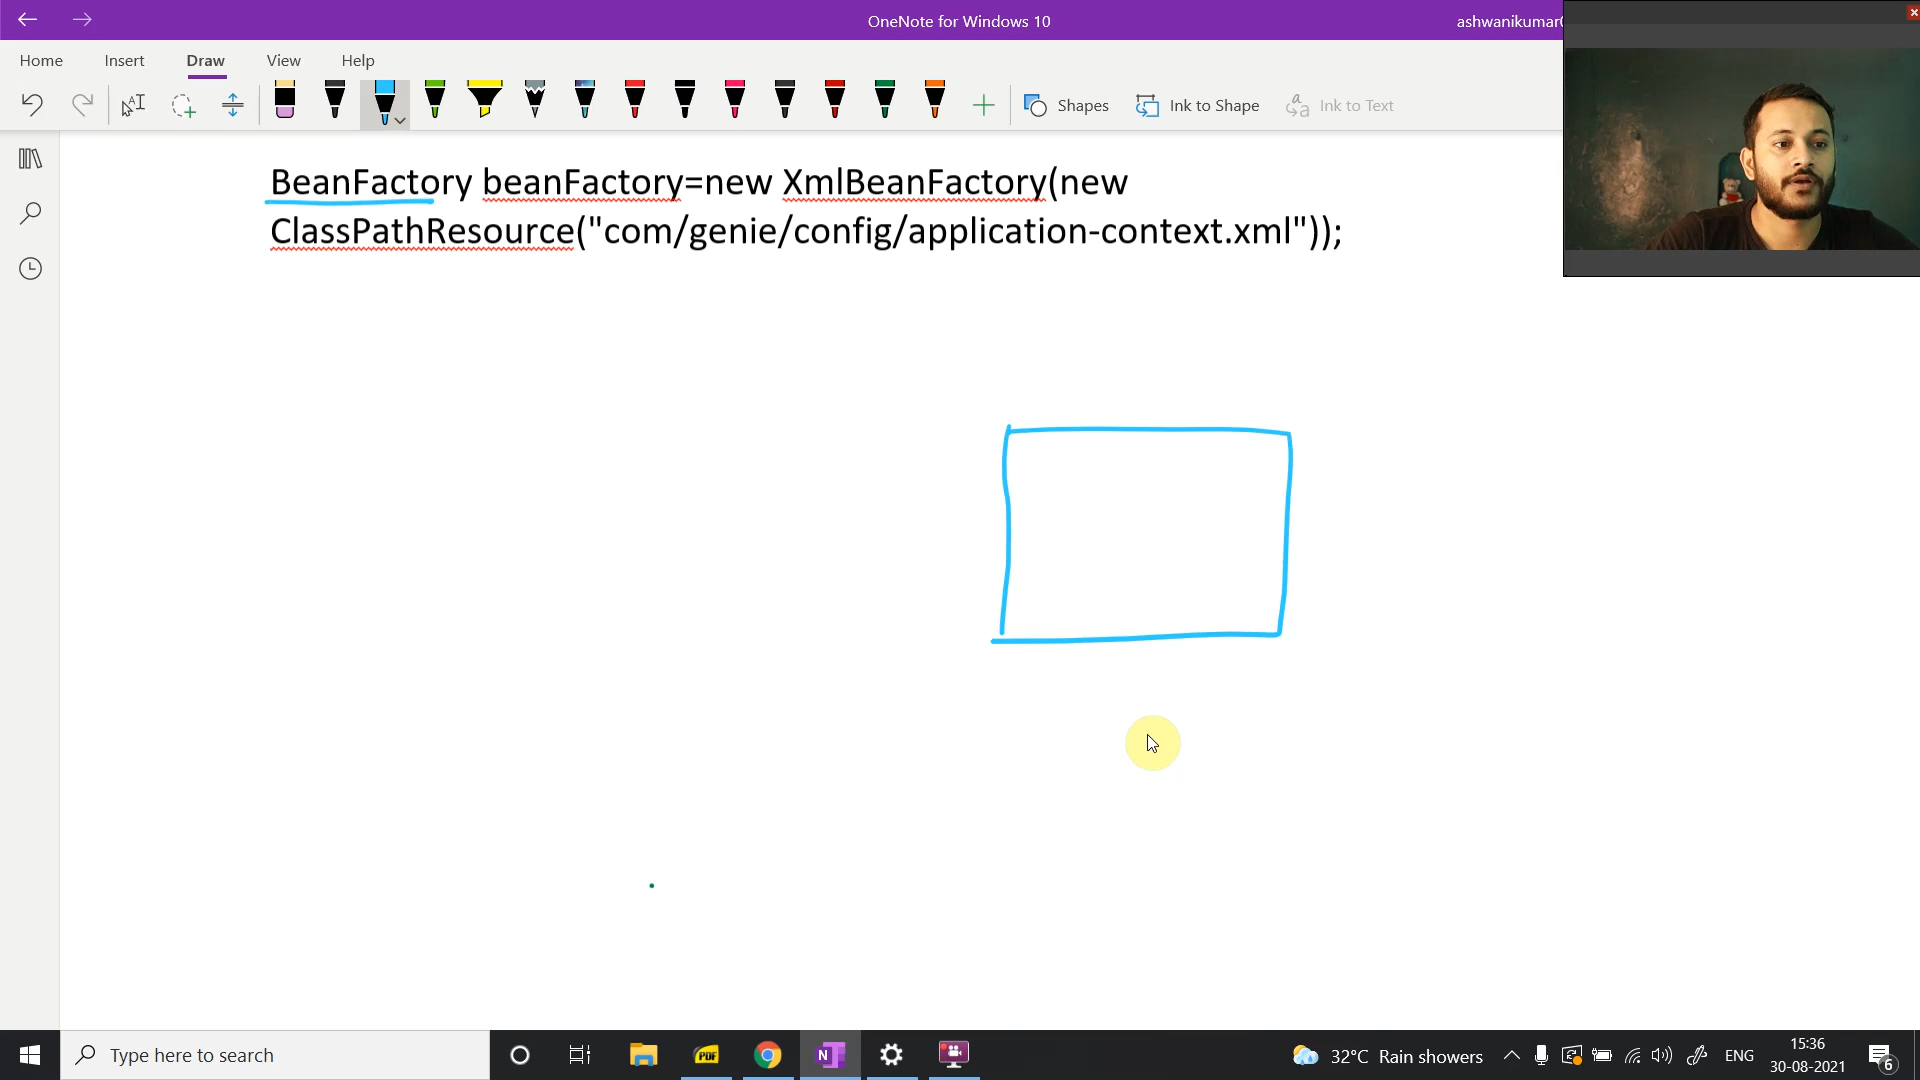 OneNote for Windows 10
ashwanikumar
Home Insert Draw View Help
Shapes Ink to Shape Ink to Text
BeanFactory beanFactory=new XmlBeanFactory(new
ClassPathResource("com/genie/config/application-context.xml"));
Type here to search
PDF
N
32°C Rain showers
ENG
15:36
30-08-2021
6